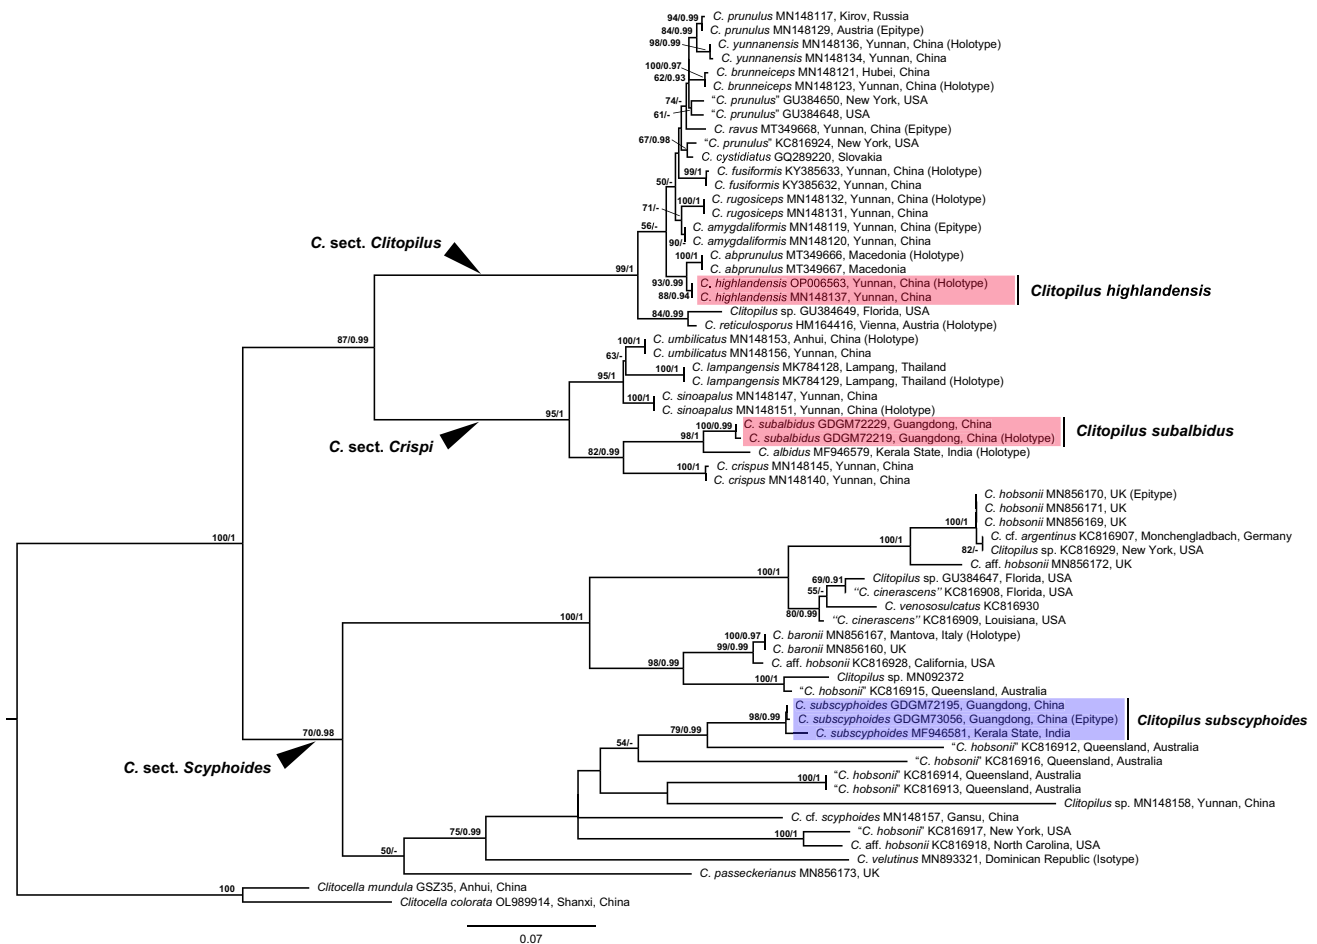 94/0.99
C. prunulus MN148117, Kirov, Russia
84/0.99
C. prunulus MN148129, Austria (Epitype)
98/0.99
C. yunnanensis MN148136, Yunnan, China (Holotype)
C. yunnanensis MN148134, Yunnan, China
100/0.97
C. brunneiceps MN148121, Hubei, China
62/0.93
C. brunneiceps MN148123, Yunnan, China (Holotype)
74/-
"C. prunulus" GU384650, New York, USA
61/-
"C. prunulus" GU384648, USA
C. ravus MT349668, Yunnan, China (Epitype)
67/0.98
"C. prunulus" KC816924, New York, USA
C. cystidiatus GQ289220, Slovakia
99/1
C. fusiformis KY385633, Yunnan, China (Holotype)
50/-
C. fusiformis KY385632, Yunnan, China
100/1
C. rugosiceps MN148132, Yunnan, China (Holotype)
71/-
C. rugosiceps MN148131, Yunnan, China
56/-
C. amygdaliformis MN148119, Yunnan, China (Epitype)
90/-
C. amygdaliformis MN148120, Yunnan, China
C. sect. Clitopilus
100/1
C. abprunulus MT349666, Macedonia (Holotype)
99/1
C. abprunulus MT349667, Macedonia
93/0.99
C. highlandensis OP006563, Yunnan, China (Holotype)
88/0.94
C. highlandensis MN148137, Yunnan, China
Clitopilus highlandensis
84/0.99
Clitopilus sp. GU384649, Florida, USA
C. reticulosporus HM164416, Vienna, Austria (Holotype)
87/0.99
100/1
C. umbilicatus MN148153, Anhui, China (Holotype)
63/-
C. umbilicatus MN148156, Yunnan, China
100/1
C. lampangensis MK784128, Lampang, Thailand
95/1
C. lampangensis MK784129, Lampang, Thailand (Holotype)
100/1
C. sinoapalus MN148147, Yunnan, China
95/1
C. sinoapalus MN148151, Yunnan, China (Holotype)
C. sect. Crispi
100/0.99
C. subalbidus GDGM72229, Guangdong, China
98/1
C. subalbidus GDGM72219, Guangdong, China (Holotype)
Clitopilus subalbidus
82/0.99
C. albidus MF946579, Kerala State, India (Holotype)
100/1
C. crispus MN148145, Yunnan, China
C. crispus MN148140, Yunnan, China
C. hobsonii MN856170, UK (Epitype)
C. hobsonii MN856171, UK
100/1
C. hobsonii MN856169, UK
100/1
C. cf. argentinus KC816907, Monchengladbach, Germany
100/1
82/-
Clitopilus sp. KC816929, New York, USA
C. aff. hobsonii MN856172, UK
100/1
69/0.91
Clitopilus sp. GU384647, Florida, USA
55/-
"C. cinerascens" KC816908, Florida, USA
C. venososulcatus KC816930
80/0.99
"C. cinerascens" KC816909, Louisiana, USA
100/1
100/0.97
C. baronii MN856167, Mantova, Italy (Holotype)
99/0.99
C. baronii MN856160, UK
98/0.99
C. aff. hobsonii KC816928, California, USA
100/1
Clitopilus sp. MN092372
"C. hobsonii" KC816915, Queensland, Australia
C. subscyphoides GDGM72195, Guangdong, China
98/0.99
C. subscyphoides GDGM73056, Guangdong, China (Epitype)
Clitopilus subscyphoides
79/0.99
C. subscyphoides MF946581, Kerala State, India
70/0.98
54/-
"C. hobsonii" KC816912, Queensland, Australia
"C. hobsonii" KC816916, Queensland, Australia
C. sect. Scyphoides
100/1
"C. hobsonii" KC816914, Queensland, Australia
"C. hobsonii" KC816913, Queensland, Australia
Clitopilus sp. MN148158, Yunnan, China
C. cf. scyphoides MN148157, Gansu, China
75/0.99
100/1
"C. hobsonii" KC816917, New York, USA
C. aff. hobsonii KC816918, North Carolina, USA
50/-
C. velutinus MN893321, Dominican Republic (Isotype)
C. passeckerianus MN856173, UK
100
Clitocella mundula GSZ35, Anhui, China
Clitocella colorata OL989914, Shanxi, China
0.07